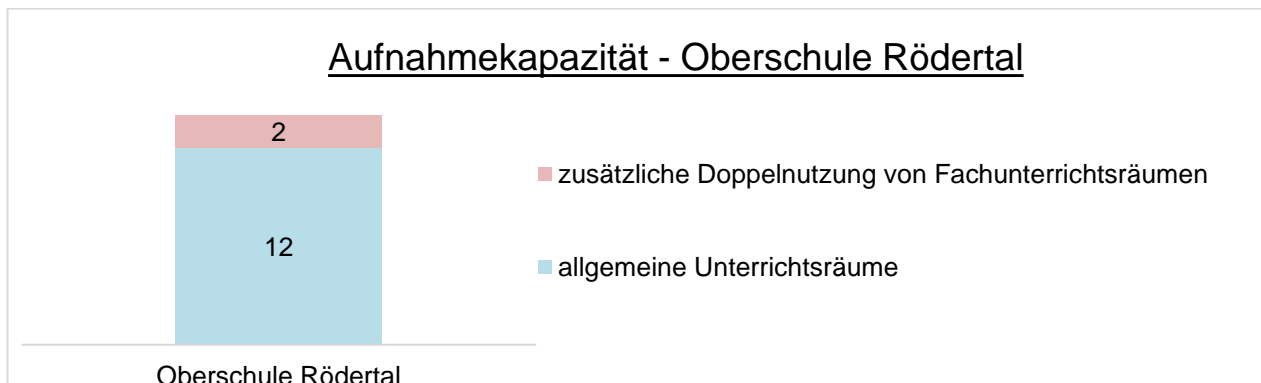 Aufnahmekapazität - Oberschule Rödertal
2
zusätzliche Doppelnutzung von Fachunterrichtsräumen
12
allgemeine Unterrichtsräume
Oberschule Rödertal